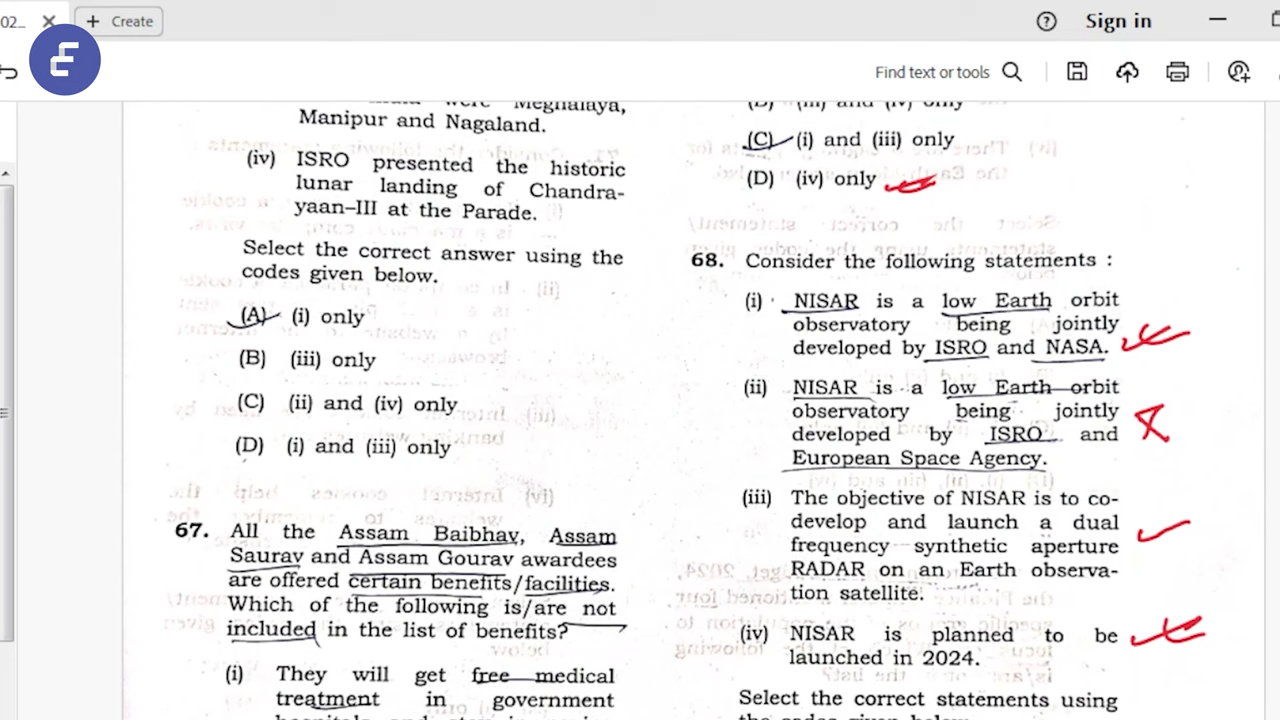 02_
Create
Sign in
Find text or tools
Meghalaya,
Manipur and Nagaland.
(iv) ISRO presented the historic
lunar landing of Chandra-
yaan–III at the Parade.
Select the correct answer using the
codes given below.
(A) (i) only
(B) (iii) only
(C) (ii) and (iv) only
(D) (i) and (iii) only
67. All the Assam Baibhav, Assam
Saurav and Assam Gourav awardees
are offered certain benefits/facilities.
Which of the following is/are not
included in the list of benefits?
(i) They will get free medical
treatment in government
(iii) and (iv) only
(C) (i) and (iii) only
(D) (iv) only
68. Consider the following statements :
(i) NISAR is a low Earth orbit
observatory being jointly
developed by ISRO and NASA.
(ii) NISAR is a low Earth orbit
observatory being jointly
developed by ISRO and
European Space Agency.
(iii) The objective of NISAR is to co-
develop and launch a dual
frequency synthetic aperture
RADAR on an Earth observa-
tion satellite.
(iv) NISAR is planned to be
launched in 2024.
Select the correct statements using